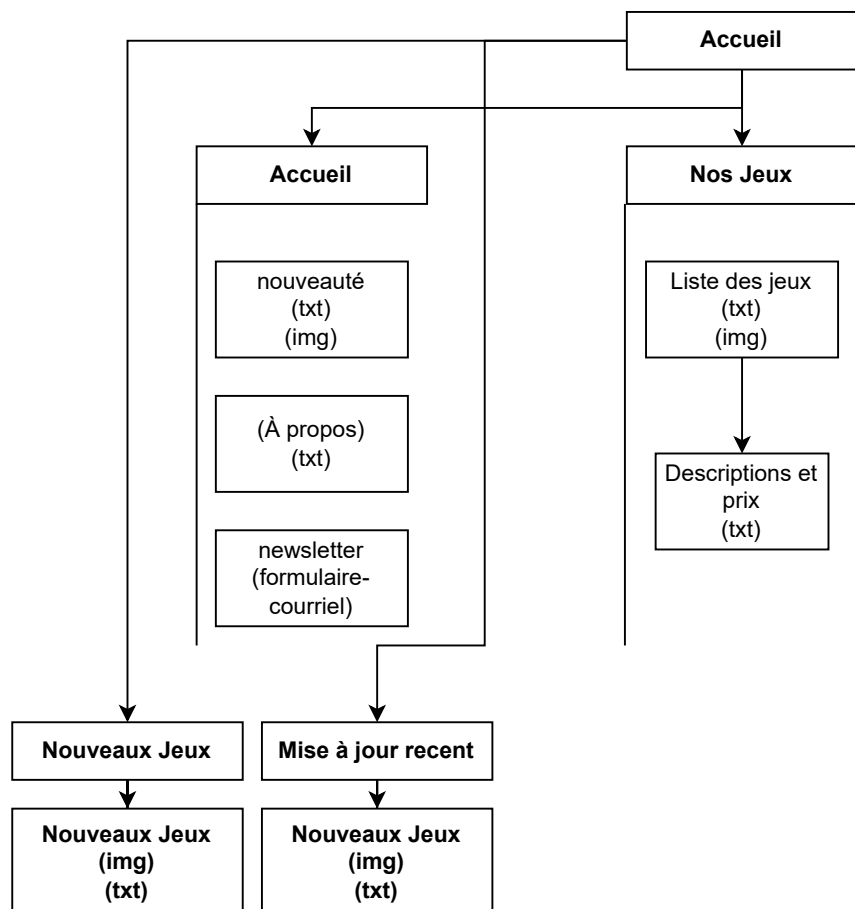 Accueil
Accueil
Nos Jeux
nouveauté
(txt)
(img)
Liste des jeux
(txt)
(img)
(À propos)
(txt)
Descriptions et
prix
(txt)
newsletter
(formulaire-
courriel)
Nouveaux Jeux
Mise à jour recent
Nouveaux Jeux
(img)
(txt)
Nouveaux Jeux
(img)
(txt)